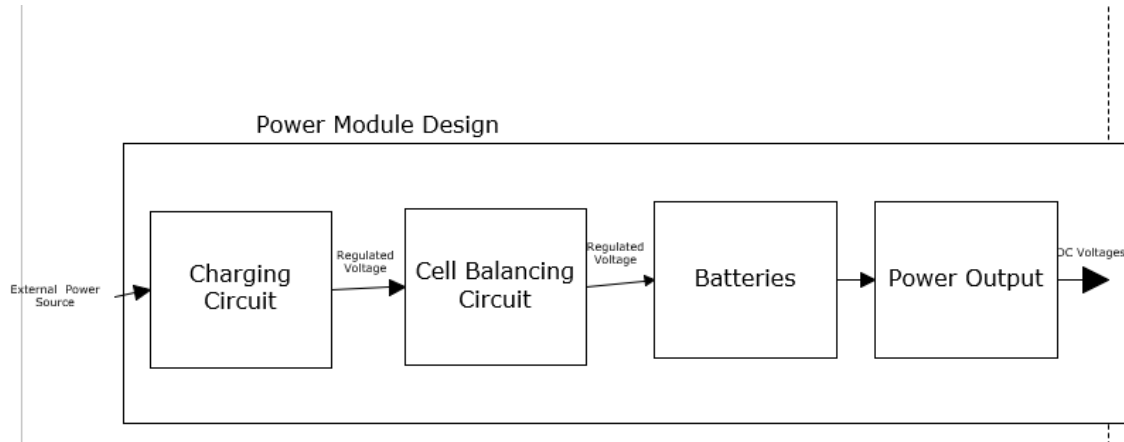 Power Module Design
External Power
Source
Charging
Circuit
Regulated
Voltage
Cell Balancing
Circuit
Regulated
Voltage
Batteries
Power Output
DC Voltages